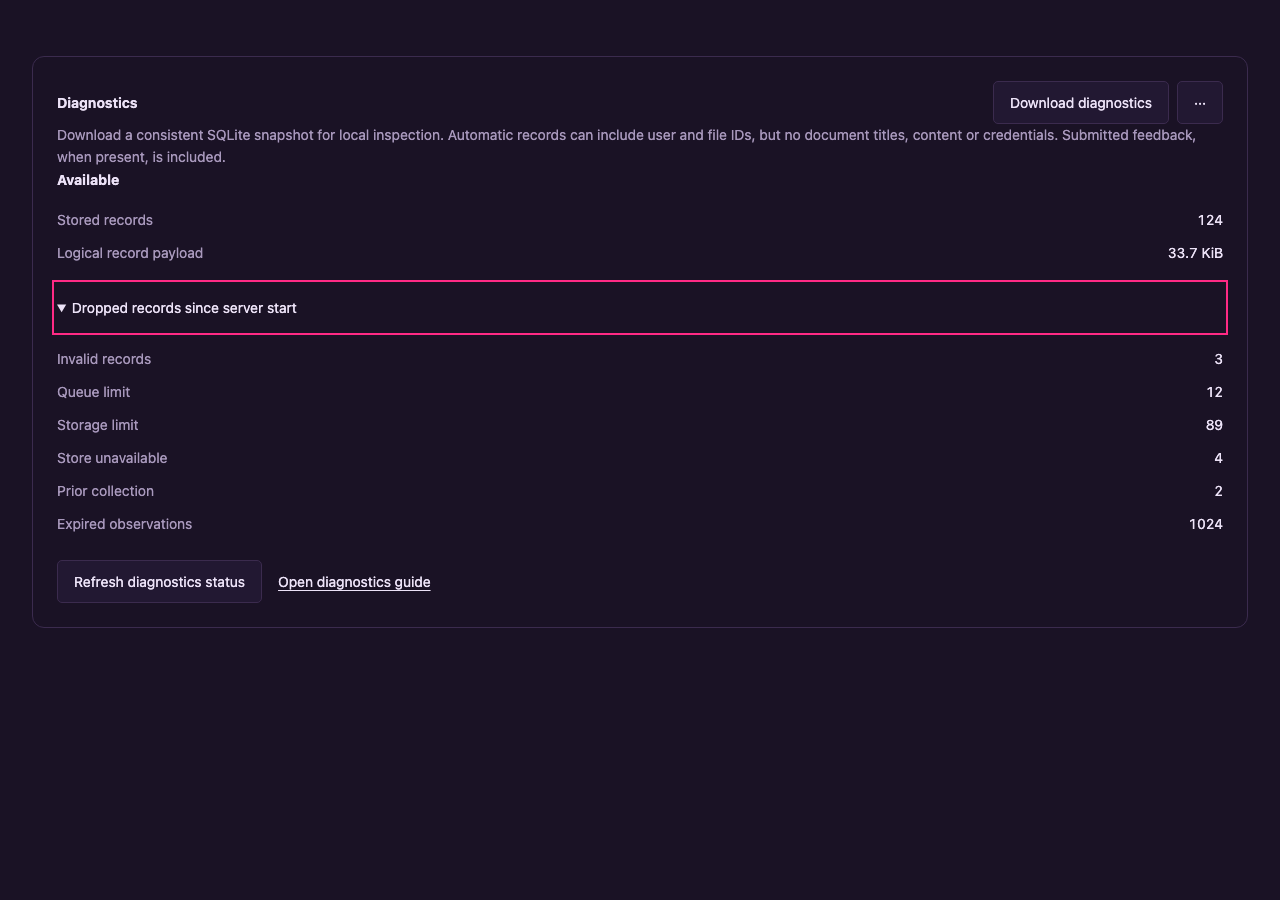 Diagnostics
Download diagnostics
...
Download a consistent SQLite snapshot for local inspection. Automatic records can include user and file IDs, but no document titles, content or credentials. Submitted feedback,
when present, is included.
Available
Stored records 124
Logical record payload 33.7 KiB
▼ Dropped records since server start
Invalid records 3
Queue limit 12
Storage limit 89
Store unavailable 4
Prior collection 2
Expired observations 1024
Refresh diagnostics status
Open diagnostics guide